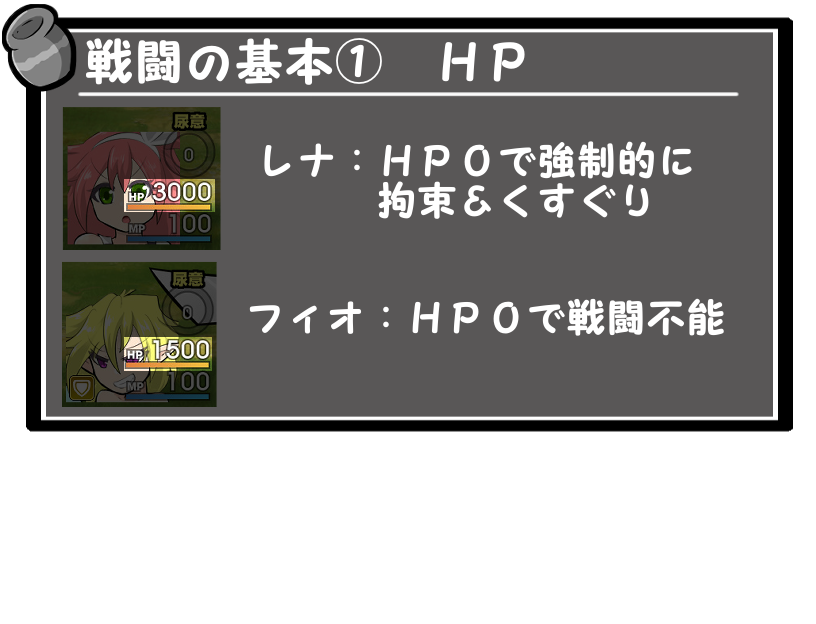 戦闘の基本① HP
尿意
0
HP 3000
MP 100
レナ：HP0で強制的に
拘束＆くすぐり
尿意
0
HP 1500
MP 100
フィオ：HP0で戦闘不能